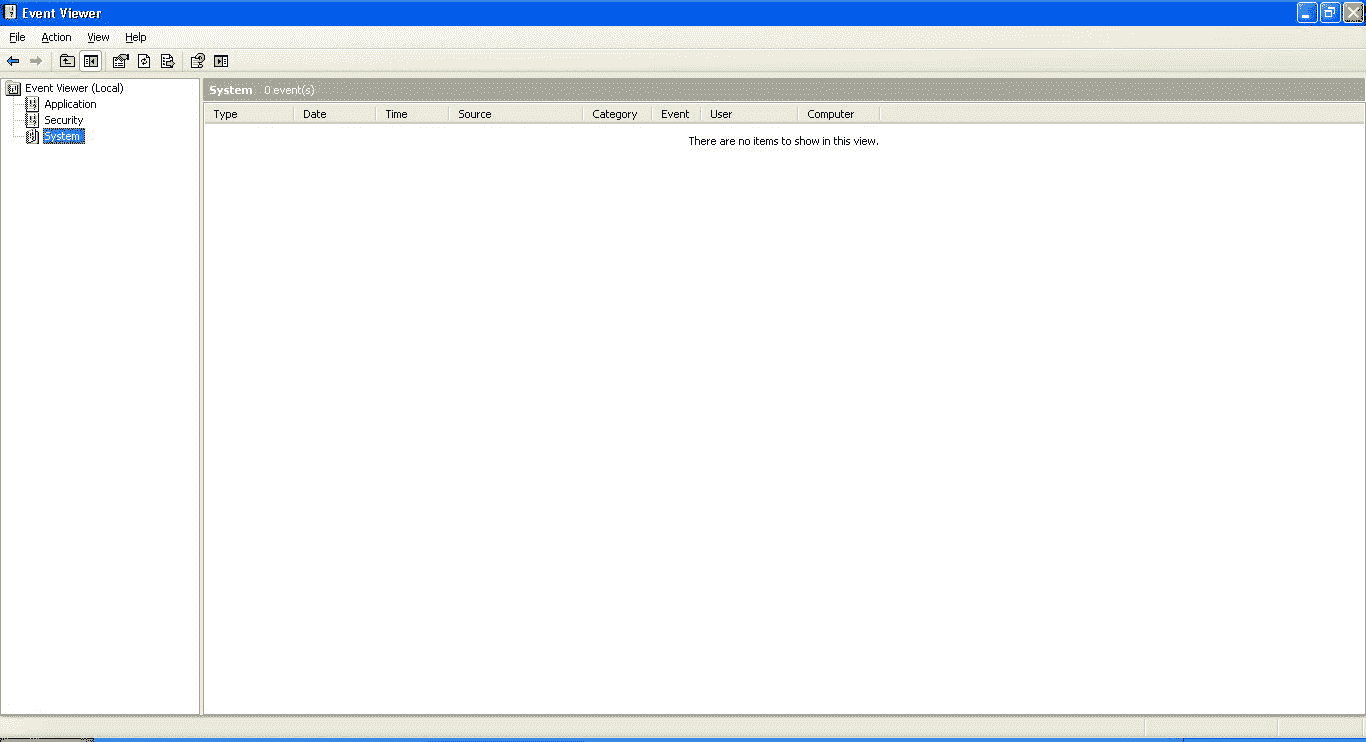 Event Viewer
File Action View Help
Event Viewer (Local)
Application
Security
System
System 0 event(s)
Type Date Time Source Category Event User Computer
There are no items to show in this view.